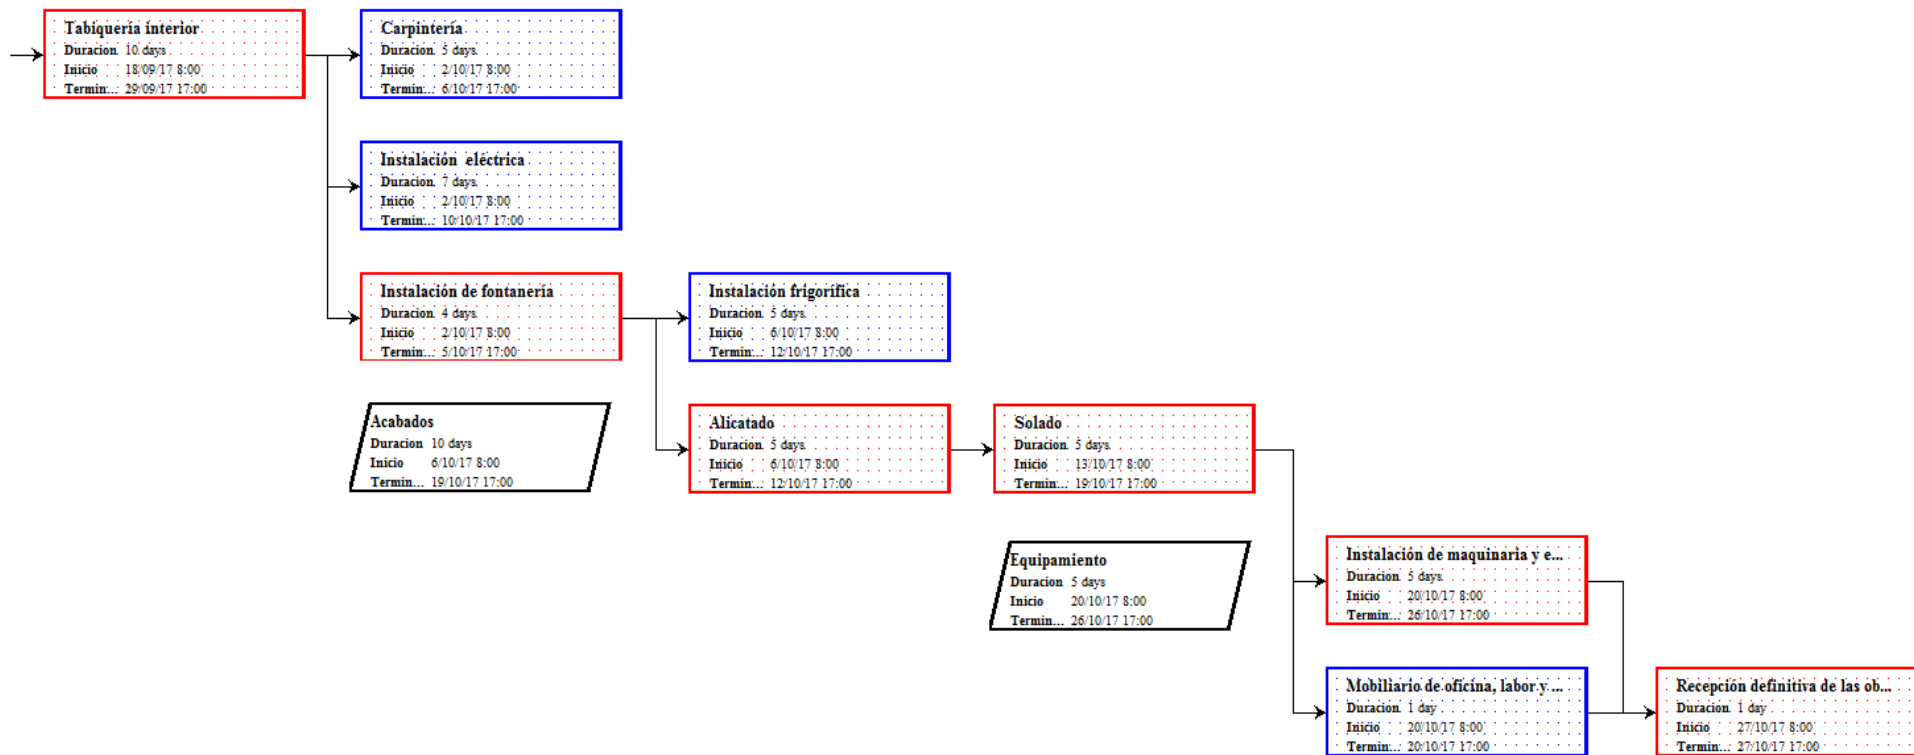 Tabiquería interior
Duracion 10 days
Inicio 18/09/17 8:00
Termin... 29/09/17 17:00
Carpintería
Duracion 5 days
Inicio 2/10/17 8:00
Termin... 6/10/17 17:00
Instalación eléctrica
Duracion 7 days
Inicio 2/10/17 8:00
Termin... 10/10/17 17:00
Instalación de fontanería
Duracion 4 days
Inicio 2/10/17 8:00
Termin... 5/10/17 17:00
Instalación frigorífica
Duracion 5 days
Inicio 6/10/17 8:00
Termin... 12/10/17 17:00
Acabados
Duracion 10 days
Inicio 6/10/17 8:00
Termin... 19/10/17 17:00
Alicatado
Duracion 5 days
Inicio 6/10/17 8:00
Termin... 12/10/17 17:00
Solado
Duracion 5 days
Inicio 13/10/17 8:00
Termin... 19/10/17 17:00
Equipamiento
Duracion 5 days
Inicio 20/10/17 8:00
Termin... 26/10/17 17:00
Instalación de maquinaria y e...
Duracion 5 days
Inicio 20/10/17 8:00
Termin... 26/10/17 17:00
Mobiliario de oficina, labor y ...
Duracion 1 day
Inicio 20/10/17 8:00
Termin... 20/10/17 17:00
Recepción definitiva de las ob...
Duracion 1 day
Inicio 27/10/17 8:00
Termin... 27/10/17 17:00